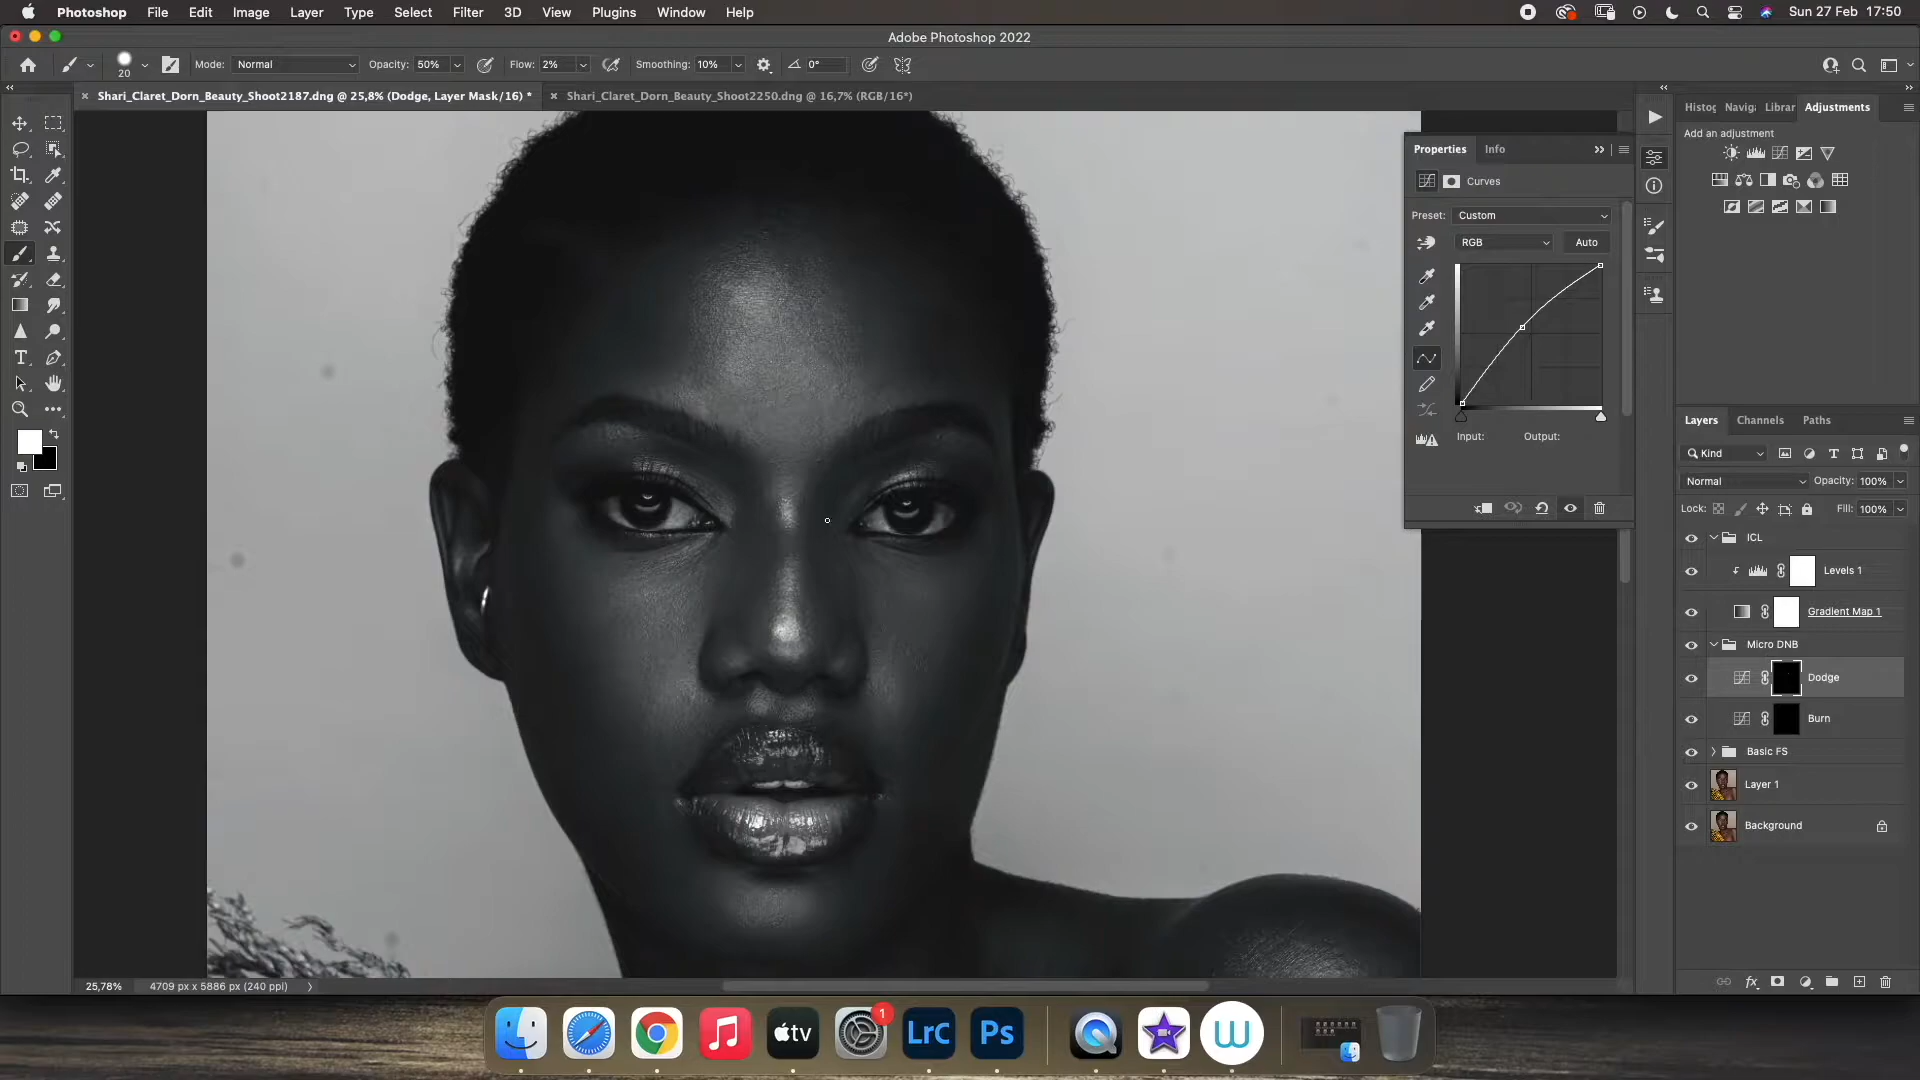 Photoshop File Edit Image Layer Type Select Filter 3D View Plugins Window Help Sun 27 Feb 17:50
Adobe Photoshop 2022
20 Mode: Normal Opacity: 50% Flow: 2% Smoothing: 10% 0°
Shari_Claret_Dorn_Beauty_Shoot2187.dng @ 25,8% (Dodge, Layer Mask/16) * Shari_Claret_Dorn_Beauty_Shoot2250.dng @ 16,7% (RGB/16*)
Histog Naviga Librar Adjustments
Add an adjustment
Properties Info
Curves
Preset: Custom
RGB Auto
Input: Output:
Layers Channels Paths
Kind
Normal Opacity: 100%
Lock: Fill: 100%
ICL
Levels 1
Gradient Map 1
Micro DNB
Dodge
Burn
Basic FS
Layer 1
Background
25,78% 4709 px x 5886 px (240 ppi)
tv 1 LrC Ps